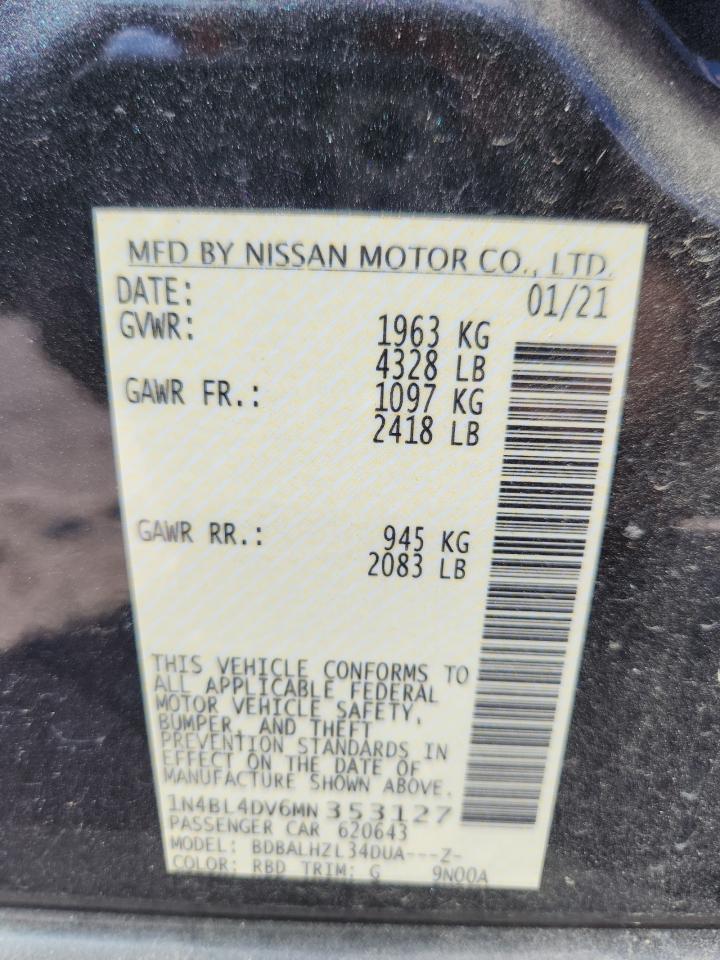 MFD BY NISSAN MOTOR CO., LTD.
DATE: 01/21
GVWR: 1963 KG
4328 LB
GAWR FR.: 1097 KG
2418 LB
GAWR RR.: 945 KG
2083 LB
THIS VEHICLE CONFORMS TO
ALL APPLICABLE FEDERAL
MOTOR VEHICLE SAFETY,
BUMPER, AND THEFT
PREVENTION STANDARDS IN
EFFECT ON THE DATE OF
MANUFACTURE SHOWN ABOVE.
1N4BL4DV6MN353127
PASSENGER CAR 620643
MODEL: BDBALHZL34DUA---Z-
COLOR: RBD TRIM: G 9N00A